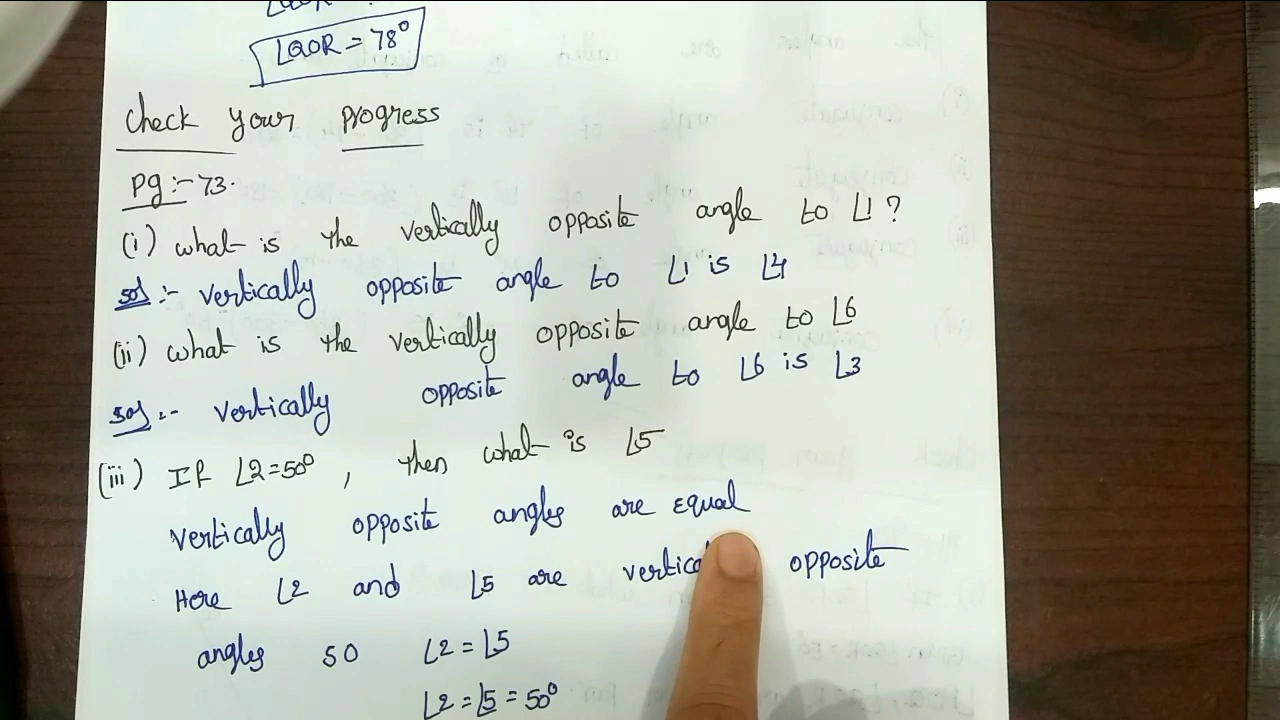 ∠QOR = 78°
Check your progress
Pg:- 73.
(i) what is the vertically opposite angle to ∠1 ?
Sol :- vertically opposite angle to ∠1 is ∠4
(ii) what is the vertically opposite angle to ∠6
Sol :- vertically opposite angle to ∠6 is ∠3
(iii) If ∠2=50° , then what is ∠5
vertically opposite angles are equal
Here ∠2 and ∠5 are opposite
angles so ∠2 = ∠5
∠2 = ∠5 = 50°